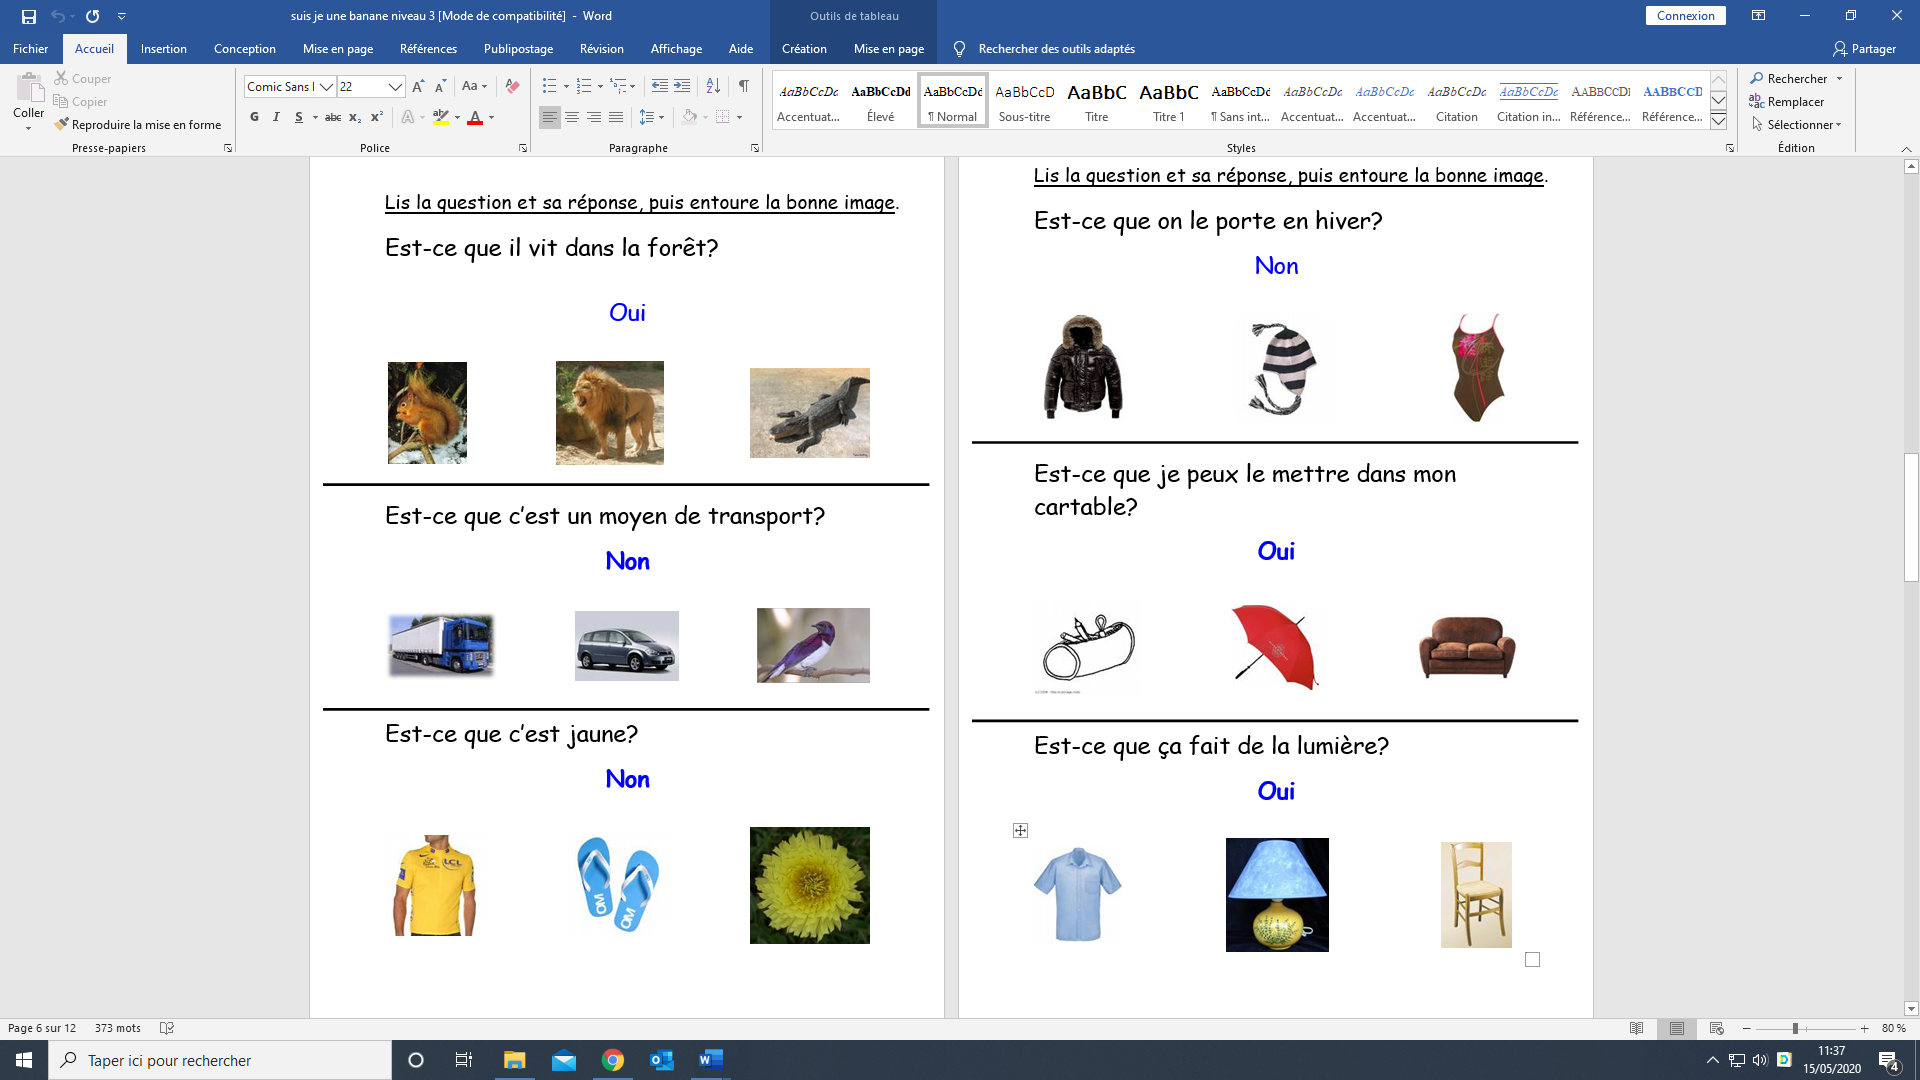 suis je une banane niveau 3 [Mode de compatibilité] - Word
Outils de tableau
Connexion
Fichier Accueil Insertion Conception Mise en page Références Publipostage Révision Affichage Aide Création Mise en page Rechercher des outils adaptés Partager
Coller
Couper
Copier
Reproduire la mise en forme
Presse-papiers
Comic Sans 22
G I S abc x₂ x²
Police
Paragraphe
AaBbCcDc AaBbCcDd AaBbCcDd AaBbCcD AaBbC AaBbC AaBbCcDd AaBbCcDc AaBbCcDc AaBbCcDc AaBbCcDc AABBCCDI AABBCCD
Accentuat... Élevé ¶ Normal Sous-titre Titre Titre 1 ¶ Sans int... Accentuat... Accentuat... Citation Citation in... Référence... Référence...
Styles
Rechercher
Remplacer
Sélectionner
Édition
Lis la question et sa réponse, puis entoure la bonne image.
Est-ce que il vit dans la forêt?
Oui
Est-ce que c’est un moyen de transport?
Non
Est-ce que c’est jaune?
Non
LCL
OM
OM
Lis la question et sa réponse, puis entoure la bonne image.
Est-ce que on le porte en hiver?
Non
Est-ce que je peux le mettre dans mon
cartable?
Oui
Est-ce que ça fait de la lumière?
Oui
Page 6 sur 12 373 mots
80 %
Taper ici pour rechercher
11:37
15/05/2020
4